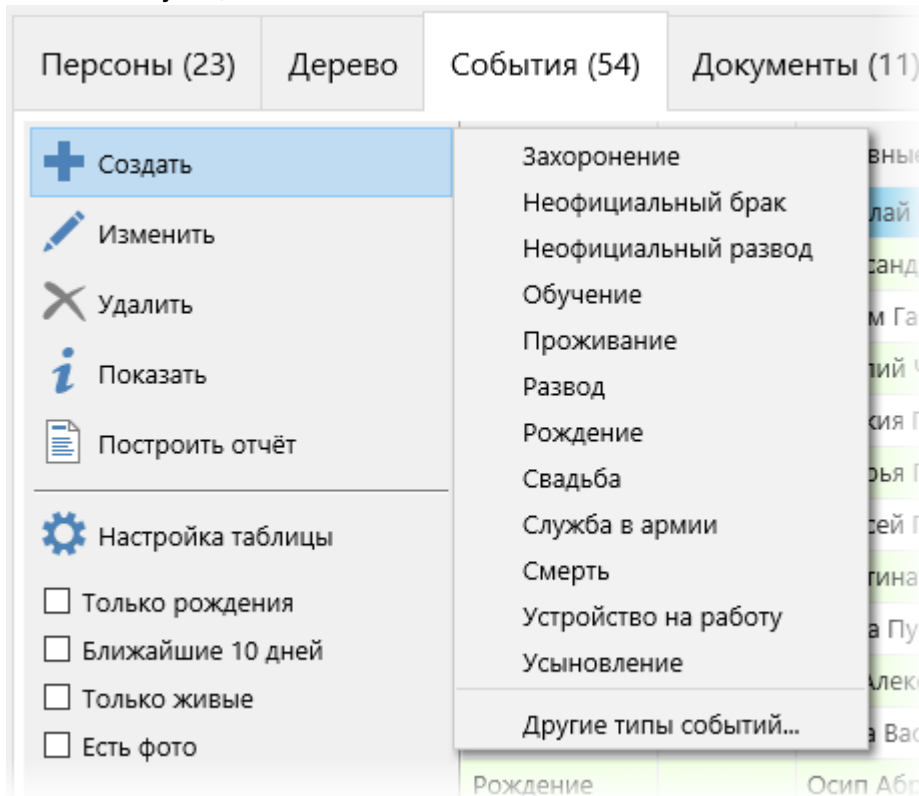 Персоны (23) Дерево События (54) Документы (11)
Создать
Изменить
Удалить
Показать
Построить отчёт
Настройка таблицы
Только рождения
Ближайшие 10 дней
Только живые
Есть фото
Захоронение
Неофициальный брак
Неофициальный развод
Обучение
Проживание
Развод
Рождение
Свадьба
Служба в армии
Смерть
Устройство на работу
Усыновление
Другие типы событий...
Рождение Осип